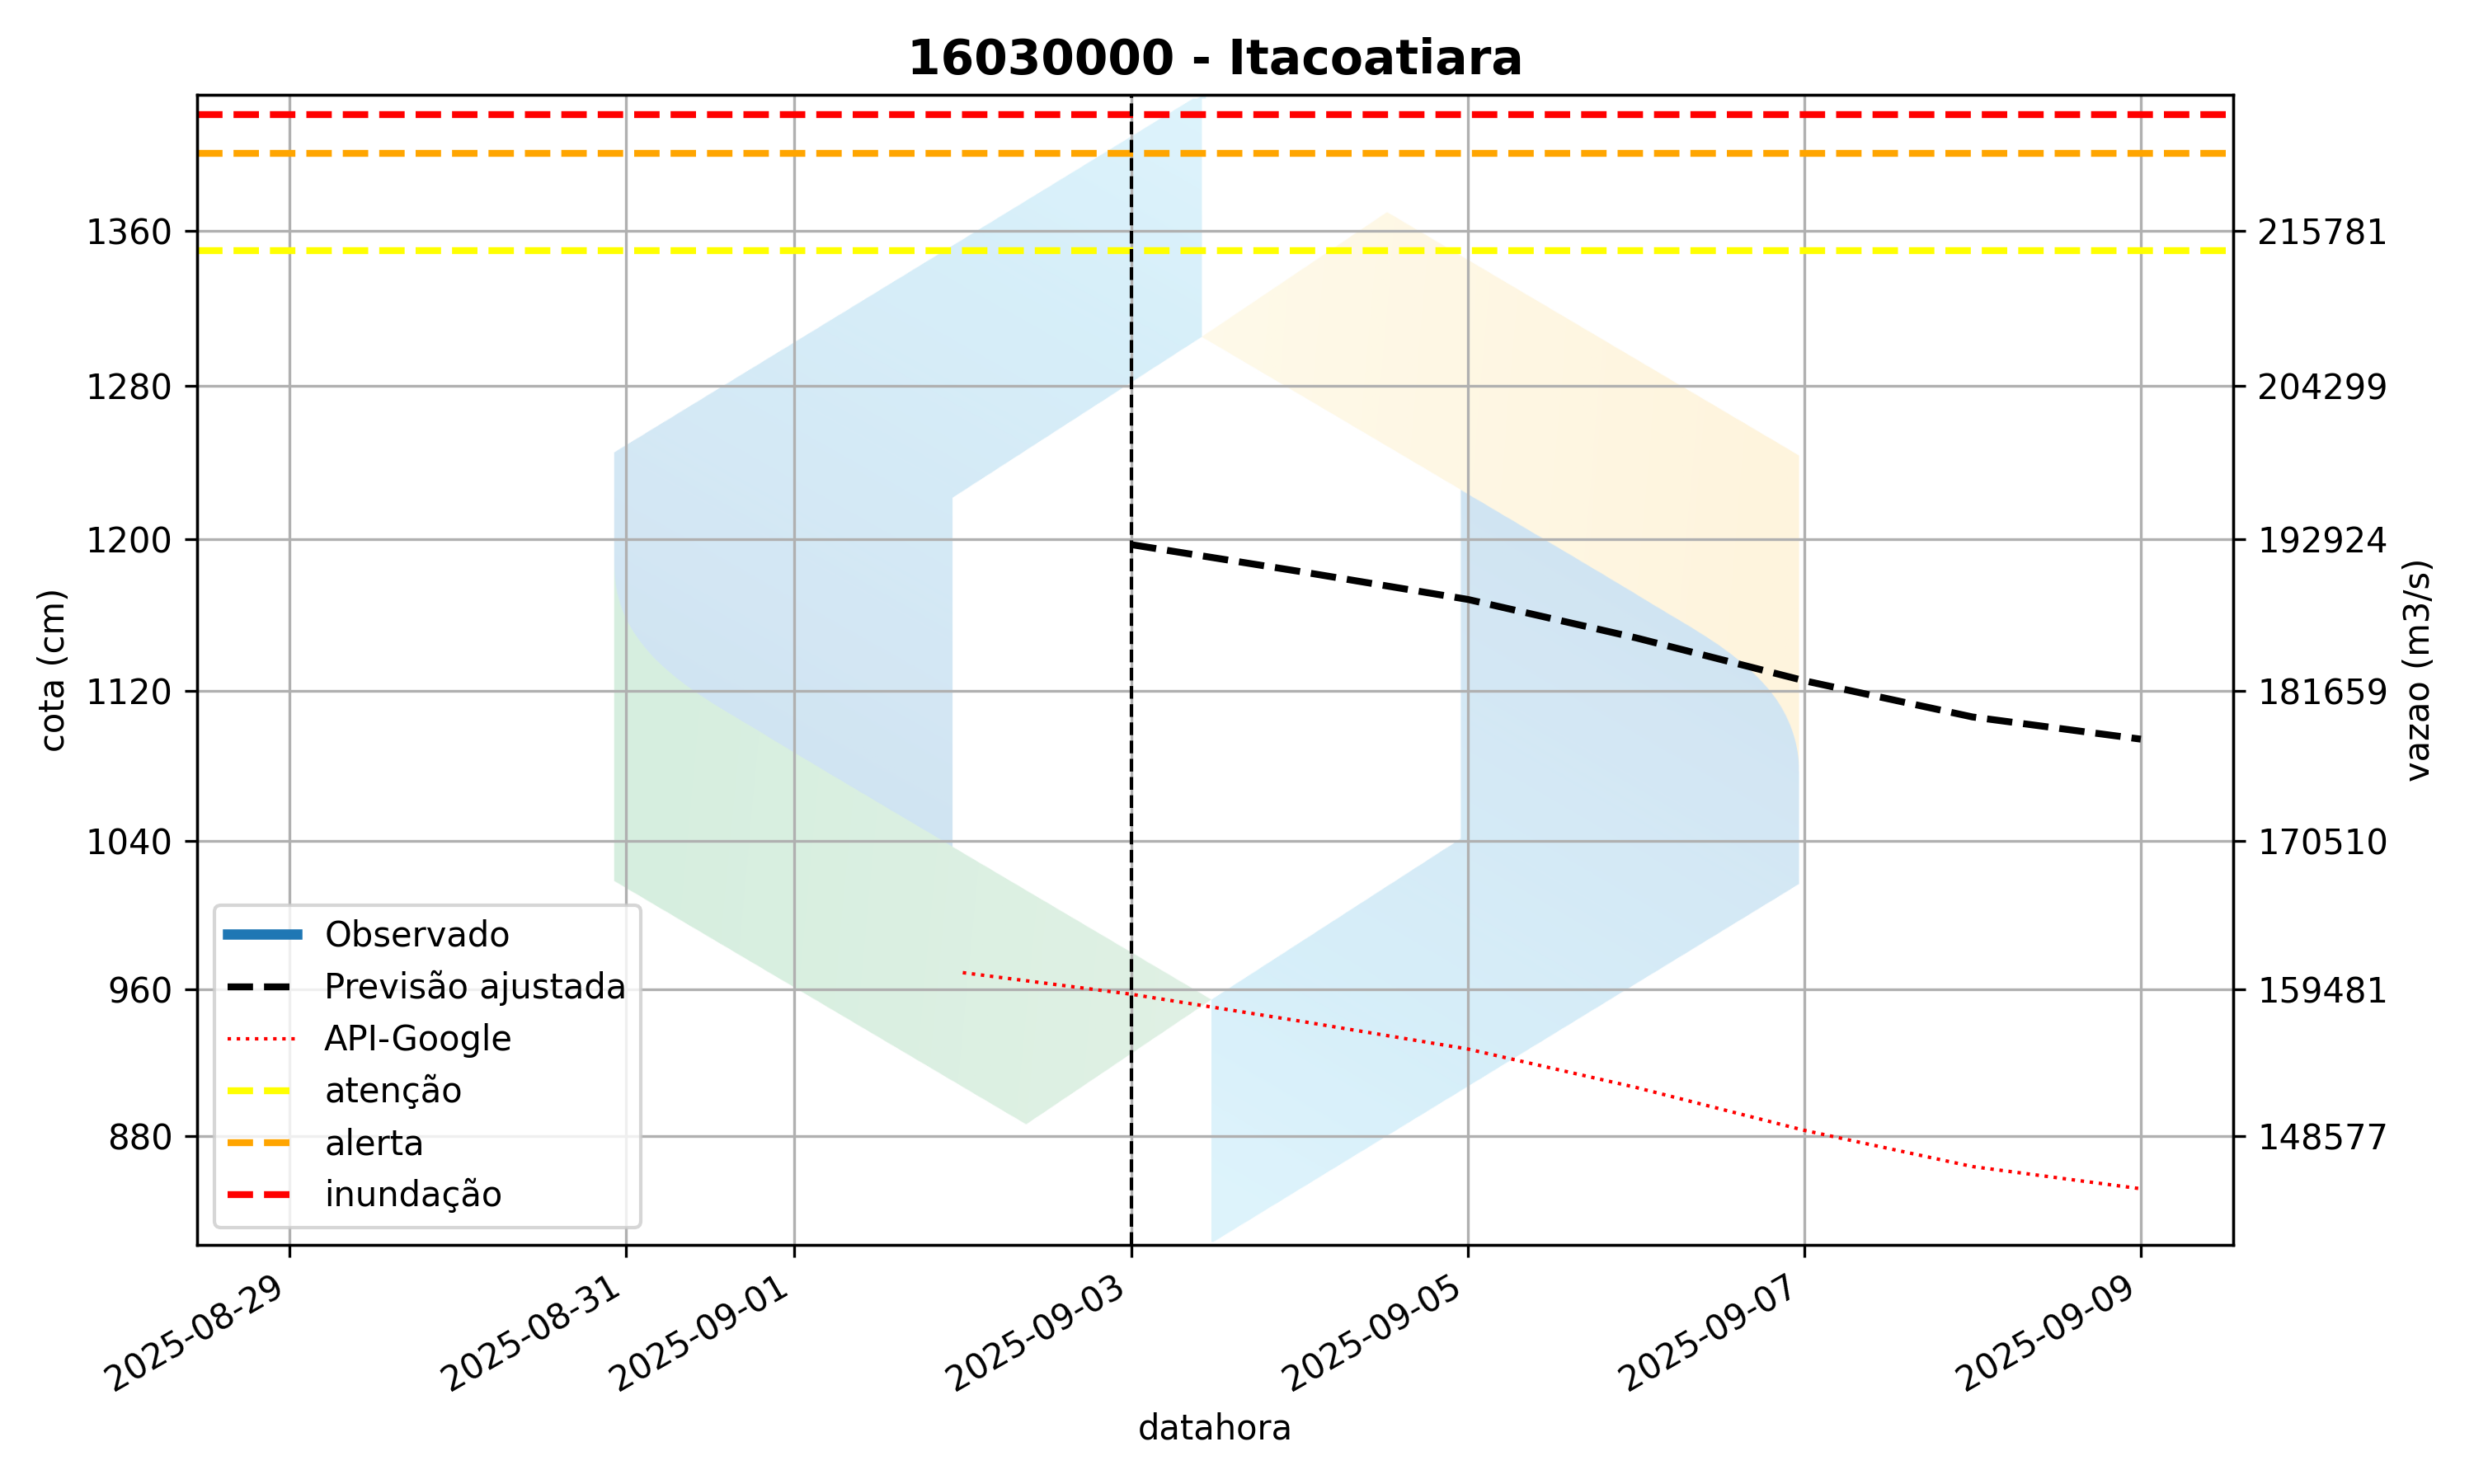 16030000 - Itacoatiara
cota (cm)
1360
1280
1200
1120
1040
960
880
215781
204299
192924
181659
170510
159481
148577
vazao (m3/s)
Observado
Previsão ajustada
API-Google
atenção
alerta
inundação
2025-08-29
2025-08-31
2025-09-01
2025-09-03
2025-09-05
2025-09-07
2025-09-09
datahora